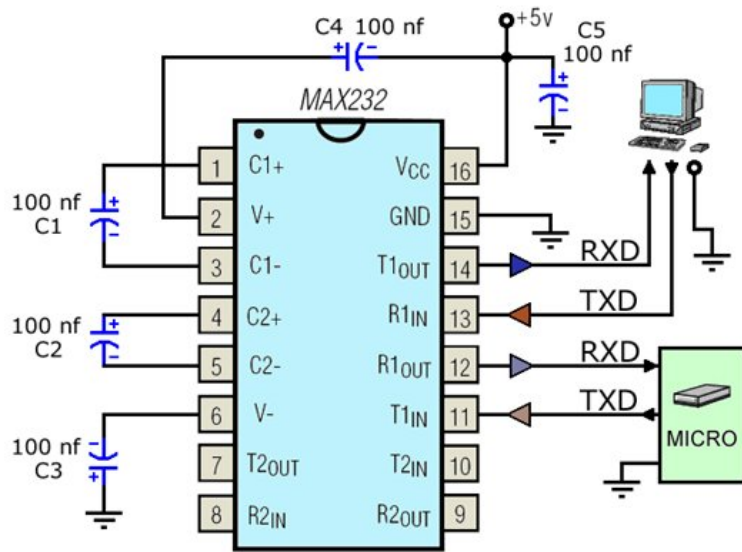 C4 100 nf
+5v
C5
100 nf
+ -
+
-
MAX232
1 C1+
VCC 16
100 nf
C1
+
-
2 V+
GND 15
3 C1-
T1OUT 14
RXD
4 C2+
R1IN 13
TXD
100 nf
C2
+
-
5 C2-
R1OUT 12
RXD
6 V-
T1IN 11
TXD
100 nf
C3
-
+
MICRO
7 T2OUT
T2IN 10
8 R2IN
R2OUT 9